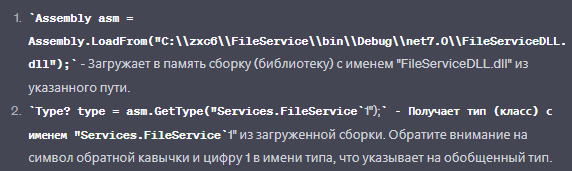 1. `Assembly asm =
Assembly.LoadFrom("C:\\zxc6\\FileService\\bin\\Debug\\net7.0\\FileServiceDLL.
dll");` - Загружает в память сборку (библиотеку) с именем "FileServiceDLL.dll" из
указанного пути.
2. `Type? type = asm.GetType("Services.FileService`1");` - Получает тип (класс) с
именем "Services.FileService`1" из загруженной сборки. Обратите внимание на
символ обратной кавычки и цифру 1 в имени типа, что указывает на обобщенный тип.